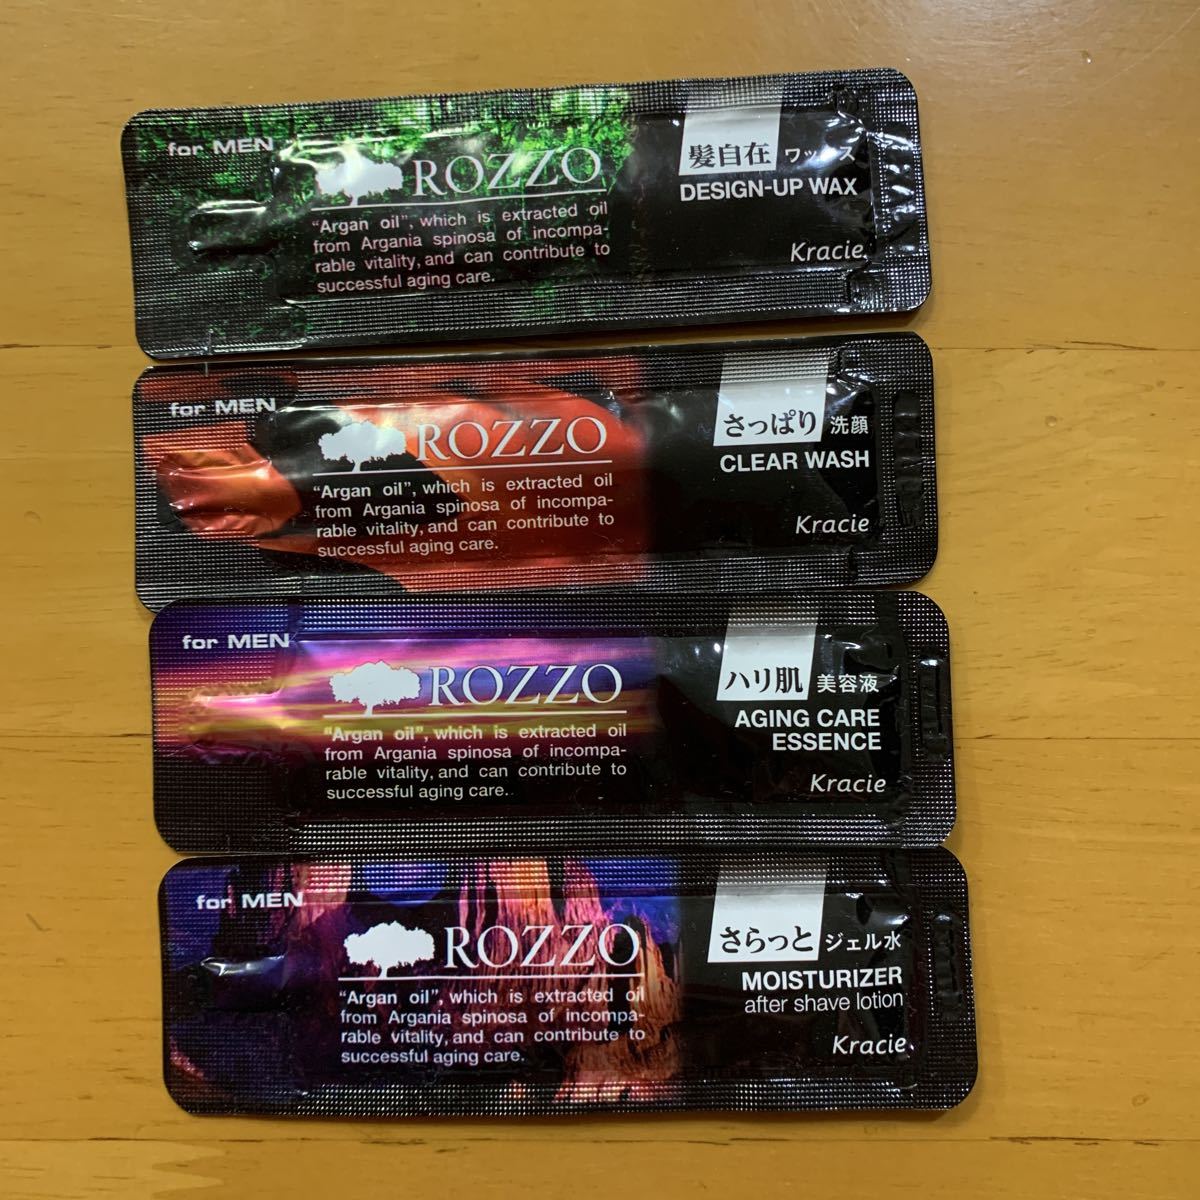 for MEN
ROZZO
"Argan oil", which is extracted oil
from Argania spinosa of incompa-
rable vitality, and can contribute to
successful aging care.
髪自在 ワックス
DESIGN-UP WAX
Kracie
for MEN
ROZZO
"Argan oil", which is extracted oil
from Argania spinosa of incompa-
rable vitality, and can contribute to
successful aging care.
さっぱり 洗顔
CLEAR WASH
Kracie
for MEN
ROZZO
"Argan oil", which is extracted oil
from Argania spinosa of incompa-
rable vitality, and can contribute to
successful aging care.
ハリ肌 美容液
AGING CARE
ESSENCE
Kracie
for MEN
ROZZO
"Argan oil", which is extracted oil
from Argania spinosa of incompa-
rable vitality, and can contribute to
successful aging care.
さらっと ジェル水
MOISTURIZER
after shave lotion
Kracie